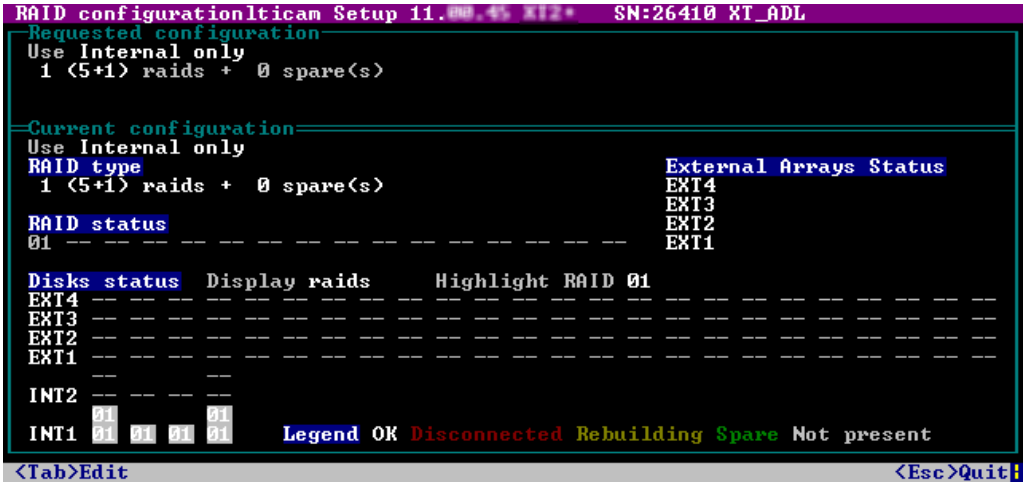 RAID configurationlticam Setup 11. SN:26410 XT_ADL
Requested configuration
Use Internal only
1 (5+1) raids + 0 spare(s)
Current configuration
Use Internal only
RAID type External Arrays Status
1 (5+1) raids + 0 spare(s) EXT4
EXT3
RAID status EXT2
01 -- -- -- -- -- -- -- -- -- -- -- -- -- -- -- EXT1
Disks status Display raids Highlight RAID 01
EXT4 -- -- -- -- -- -- -- -- -- -- -- -- -- -- -- -- -- -- -- -- -- -- -- --
EXT3 -- -- -- -- -- -- -- -- -- -- -- -- -- -- -- -- -- -- -- -- -- -- -- --
EXT2 -- -- -- -- -- -- -- -- -- -- -- -- -- -- -- -- -- -- -- -- -- -- -- --
EXT1 -- -- -- -- -- -- -- -- -- -- -- -- -- -- -- -- -- -- -- -- -- -- -- --
-- --
INT2 -- -- -- --
01 01
INT1 01 01 01 01 Legend OK Disconnected Rebuilding Spare Not present
<Tab>Edit <Esc>Quit